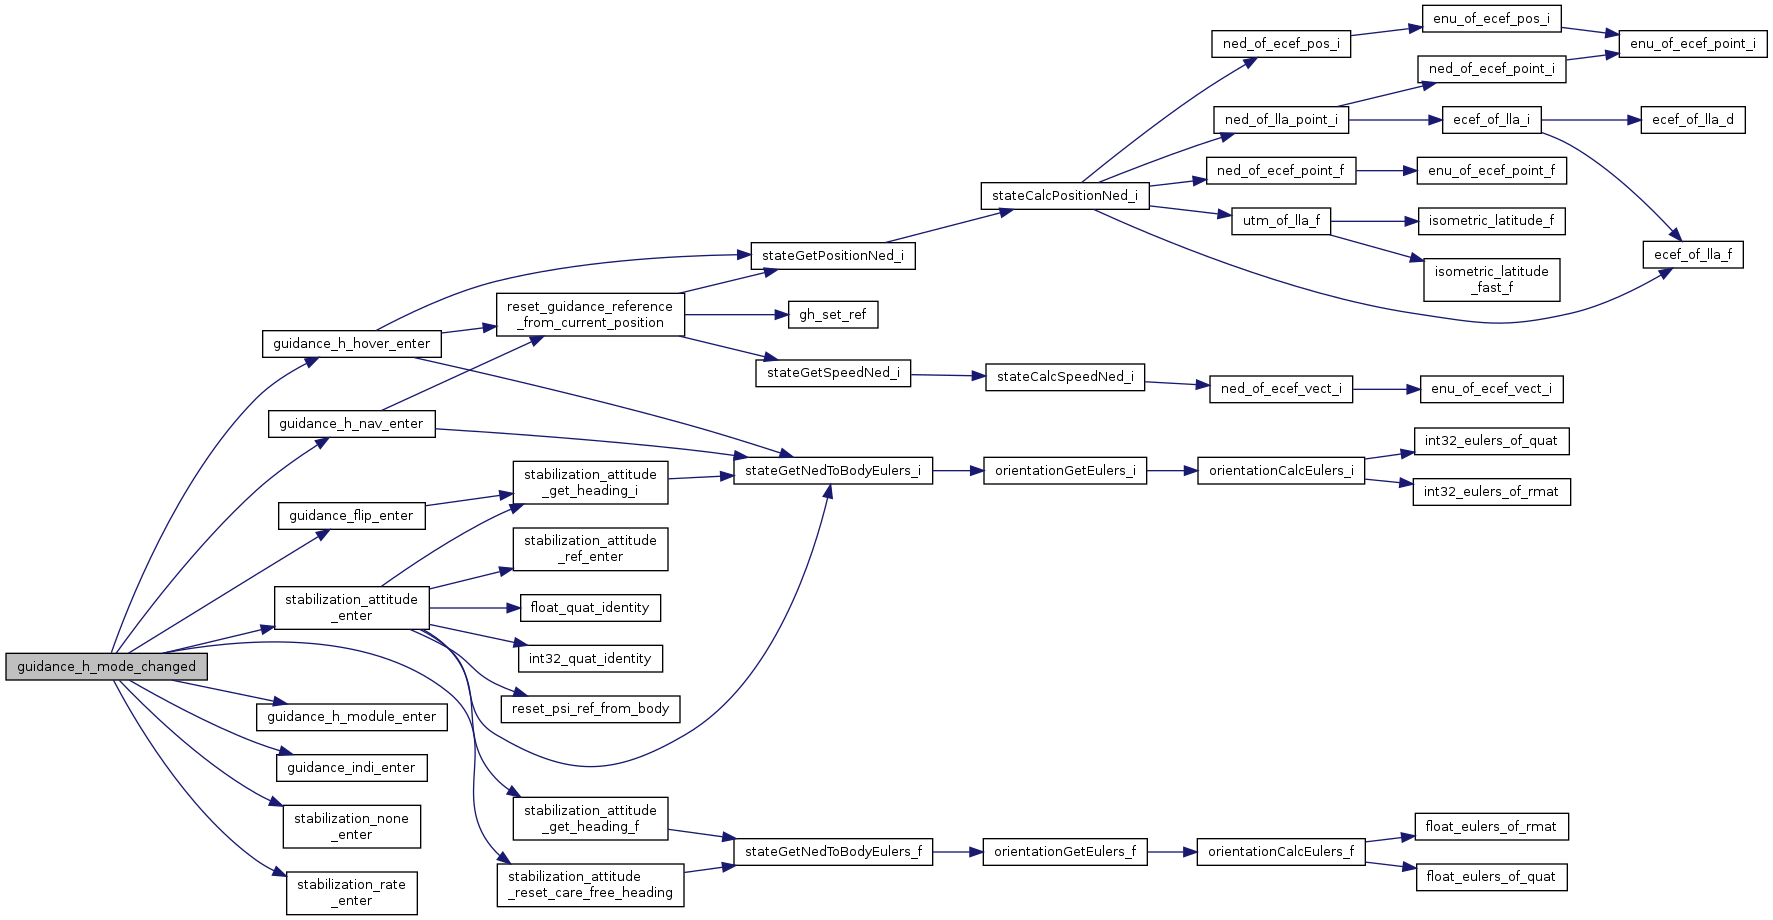 guidance_h_mode_changed
guidance_h_hover_enter
guidance_h_nav_enter
guidance_flip_enter
stabilization_attitude
_enter
guidance_h_module_enter
guidance_indi_enter
stabilization_none
_enter
stabilization_rate
_enter
reset_guidance_reference
_from_current_position
stabilization_attitude
_get_heading_i
stabilization_attitude
_ref_enter
float_quat_identity
int32_quat_identity
reset_psi_ref_from_body
stabilization_attitude
_get_heading_f
stabilization_attitude
_reset_care_free_heading
stateGetPositionNed_i
gh_set_ref
stateGetSpeedNed_i
stateGetNedToBodyEulers_i
stateGetNedToBodyEulers_f
stateCalcPositionNed_i
stateCalcSpeedNed_i
orientationGetEulers_i
orientationGetEulers_f
ned_of_ecef_pos_i
ned_of_lla_point_i
ned_of_ecef_point_f
utm_of_lla_f
ned_of_ecef_vect_i
orientationCalcEulers_i
orientationCalcEulers_f
enu_of_ecef_pos_i
ned_of_ecef_point_i
ecef_of_lla_i
enu_of_ecef_point_f
isometric_latitude_f
isometric_latitude
_fast_f
enu_of_ecef_vect_i
int32_eulers_of_quat
int32_eulers_of_rmat
float_eulers_of_rmat
float_eulers_of_quat
enu_of_ecef_point_i
ecef_of_lla_d
ecef_of_lla_f